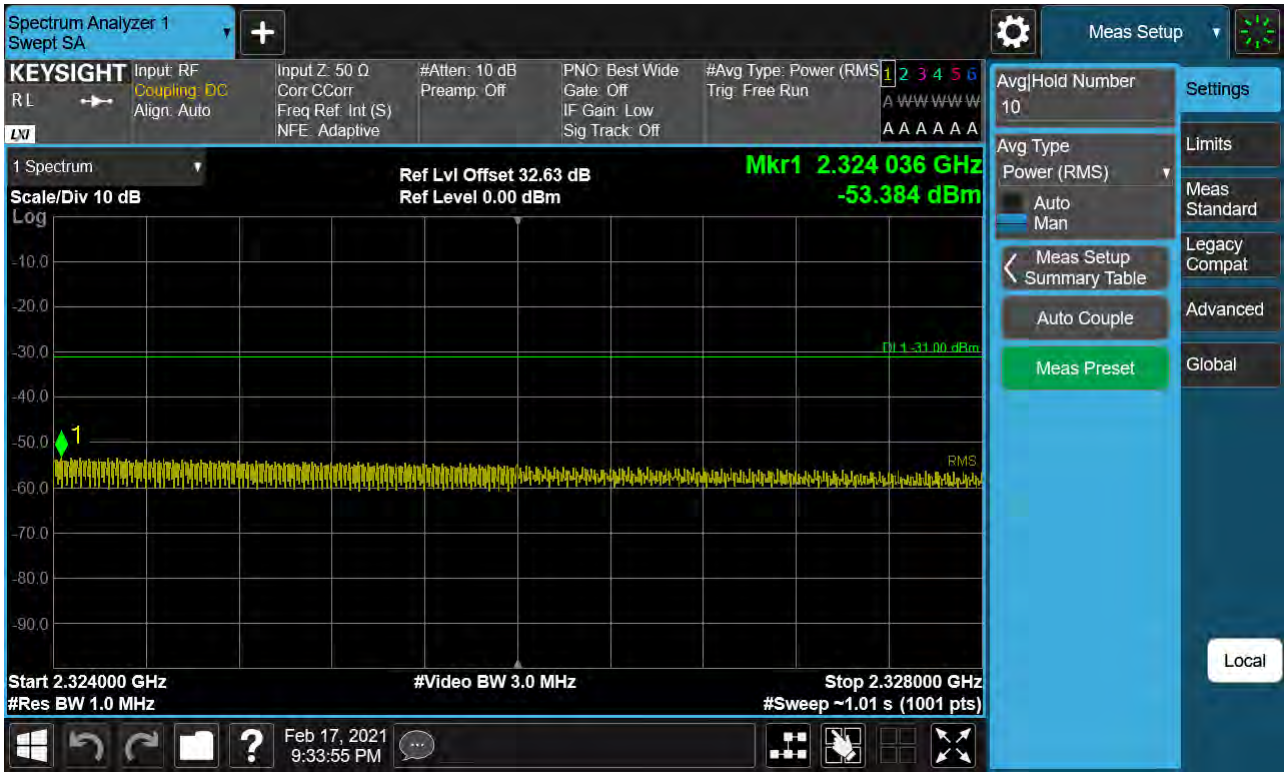 Spectrum Analyzer 1
Swept SA
+
Meas Setup
KEYSIGHT
RL
LXI
Input: RF
Coupling: DC
Align: Auto
Input Z: 50 Ω
Corr CCorr
Freq Ref: Int (S)
NFE: Adaptive
#Atten: 10 dB
Preamp: Off
PNO: Best Wide
Gate: Off
IF Gain: Low
Sig Track: Off
#Avg Type: Power (RMS
Trig: Free Run
1 2 3 4 5 6
A W W W W W
A A A A A A
1 Spectrum
Scale/Div 10 dB
Log
Ref Lvl Offset 32.63 dB
Ref Level 0.00 dBm
Mkr1 2.324 036 GHz
-53.384 dBm
-10.0
-20.0
-30.0
DL1 -31.00 dBm
-40.0
-50.0
1
RMS
-60.0
-70.0
-80.0
-90.0
Start 2.324000 GHz
#Res BW 1.0 MHz
#Video BW 3.0 MHz
Stop 2.328000 GHz
#Sweep ~1.01 s (1001 pts)
Avg|Hold Number
10
Avg Type
Power (RMS)
Auto
Man
Meas Setup
Summary Table
Auto Couple
Meas Preset
Settings
Limits
Meas
Standard
Legacy
Compat
Advanced
Global
Local
?
Feb 17, 2021
9:33:55 PM